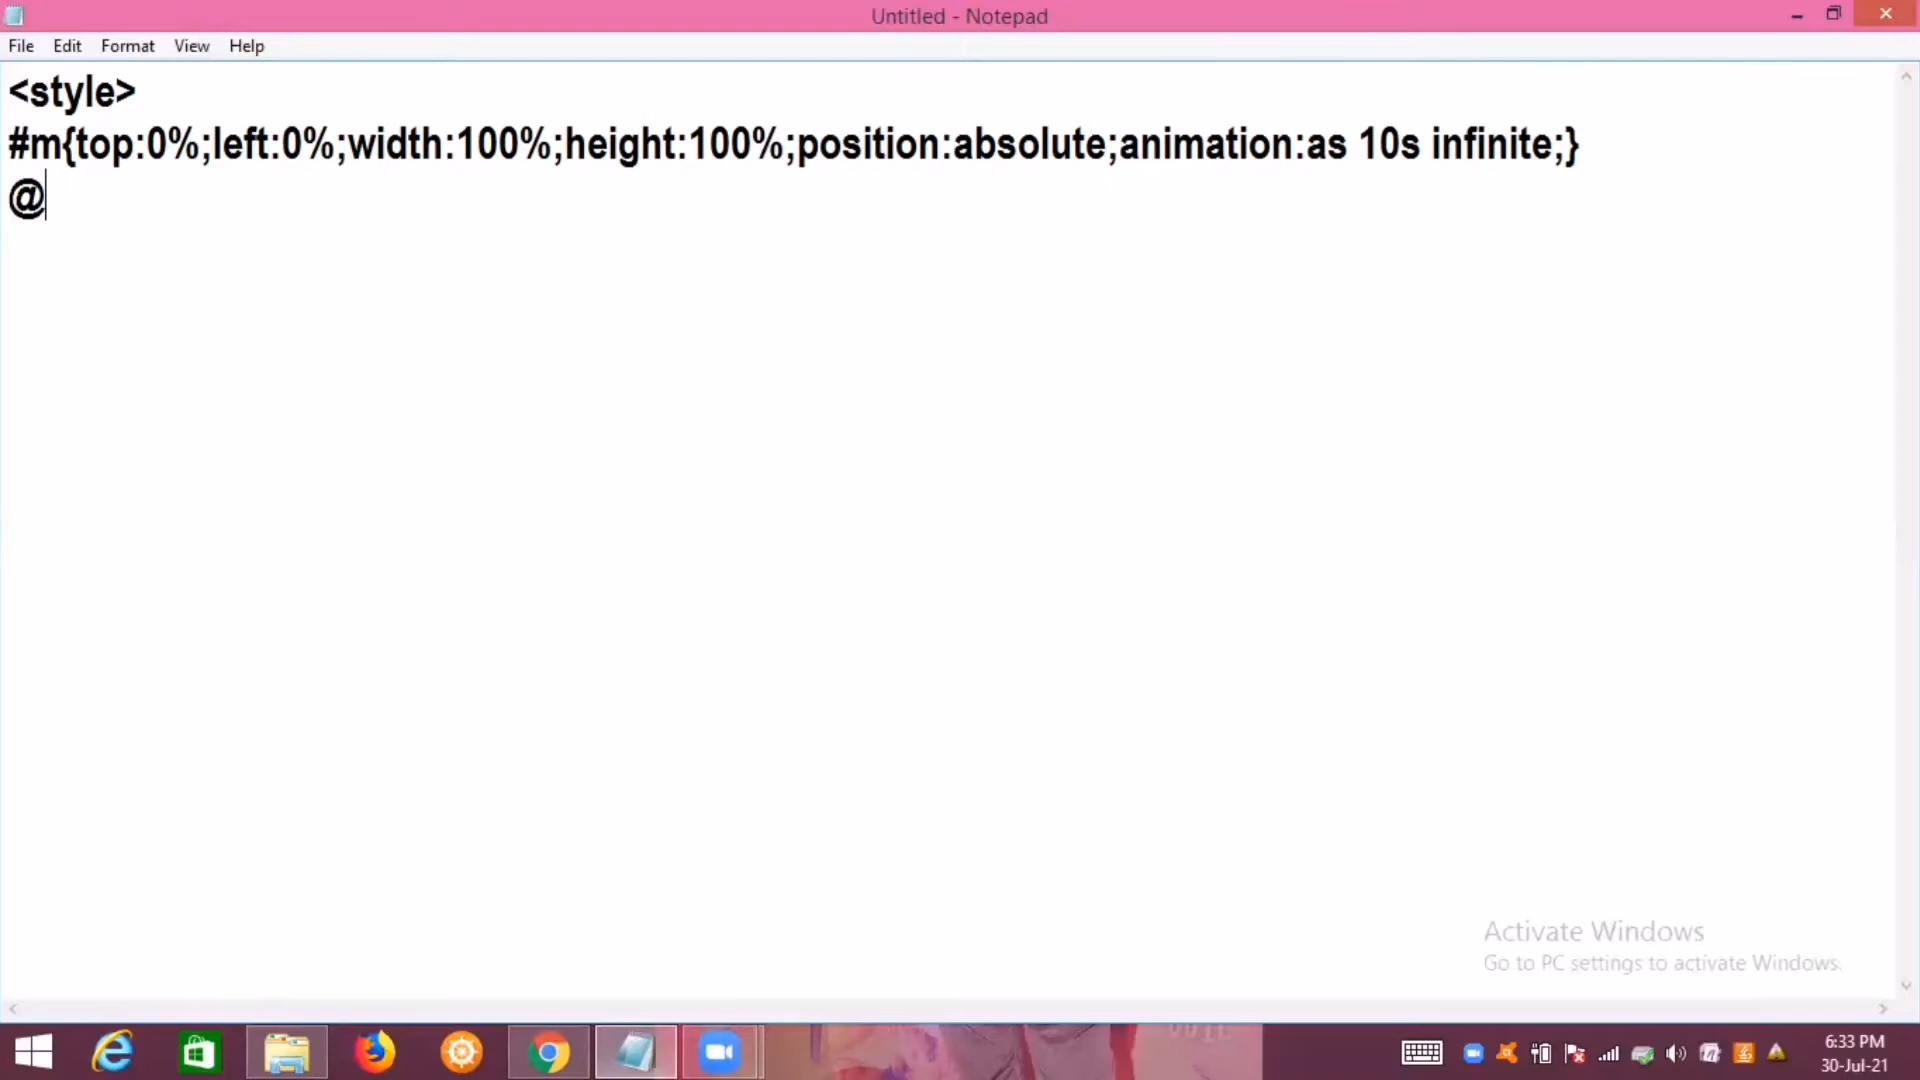 Untitled - Notepad
File Edit Format View Help
<style>
#m{top:0%;left:0%;width:100%;height:100%;position:absolute;animation:as 10s infinite;}
@
Activate Windows
Go to PC settings to activate Windows.
6:33 PM
30-Jul-21